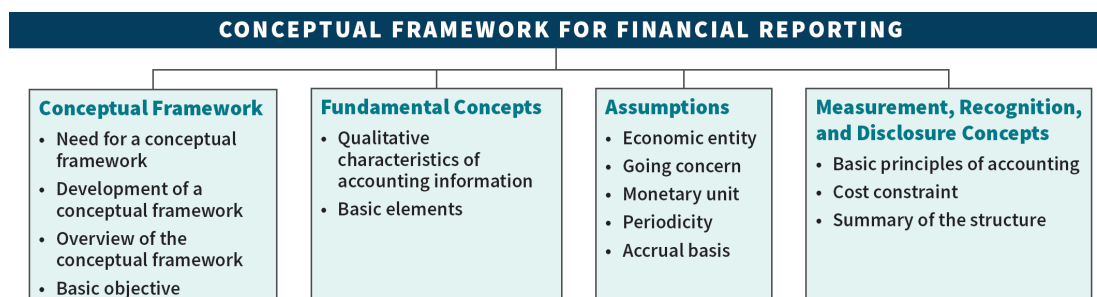 CONCEPTUAL FRAMEWORK FOR FINANCIAL REPORTING
Conceptual Framework
• Need for a conceptual
framework
• Development of a
conceptual framework
• Overview of the
conceptual framework
• Basic objective
Fundamental Concepts
• Qualitative
characteristics of
accounting information
• Basic elements
Assumptions
• Economic entity
• Going concern
• Monetary unit
• Periodicity
• Accrual basis
Measurement, Recognition,
and Disclosure Concepts
• Basic principles of accounting
• Cost constraint
• Summary of the structure